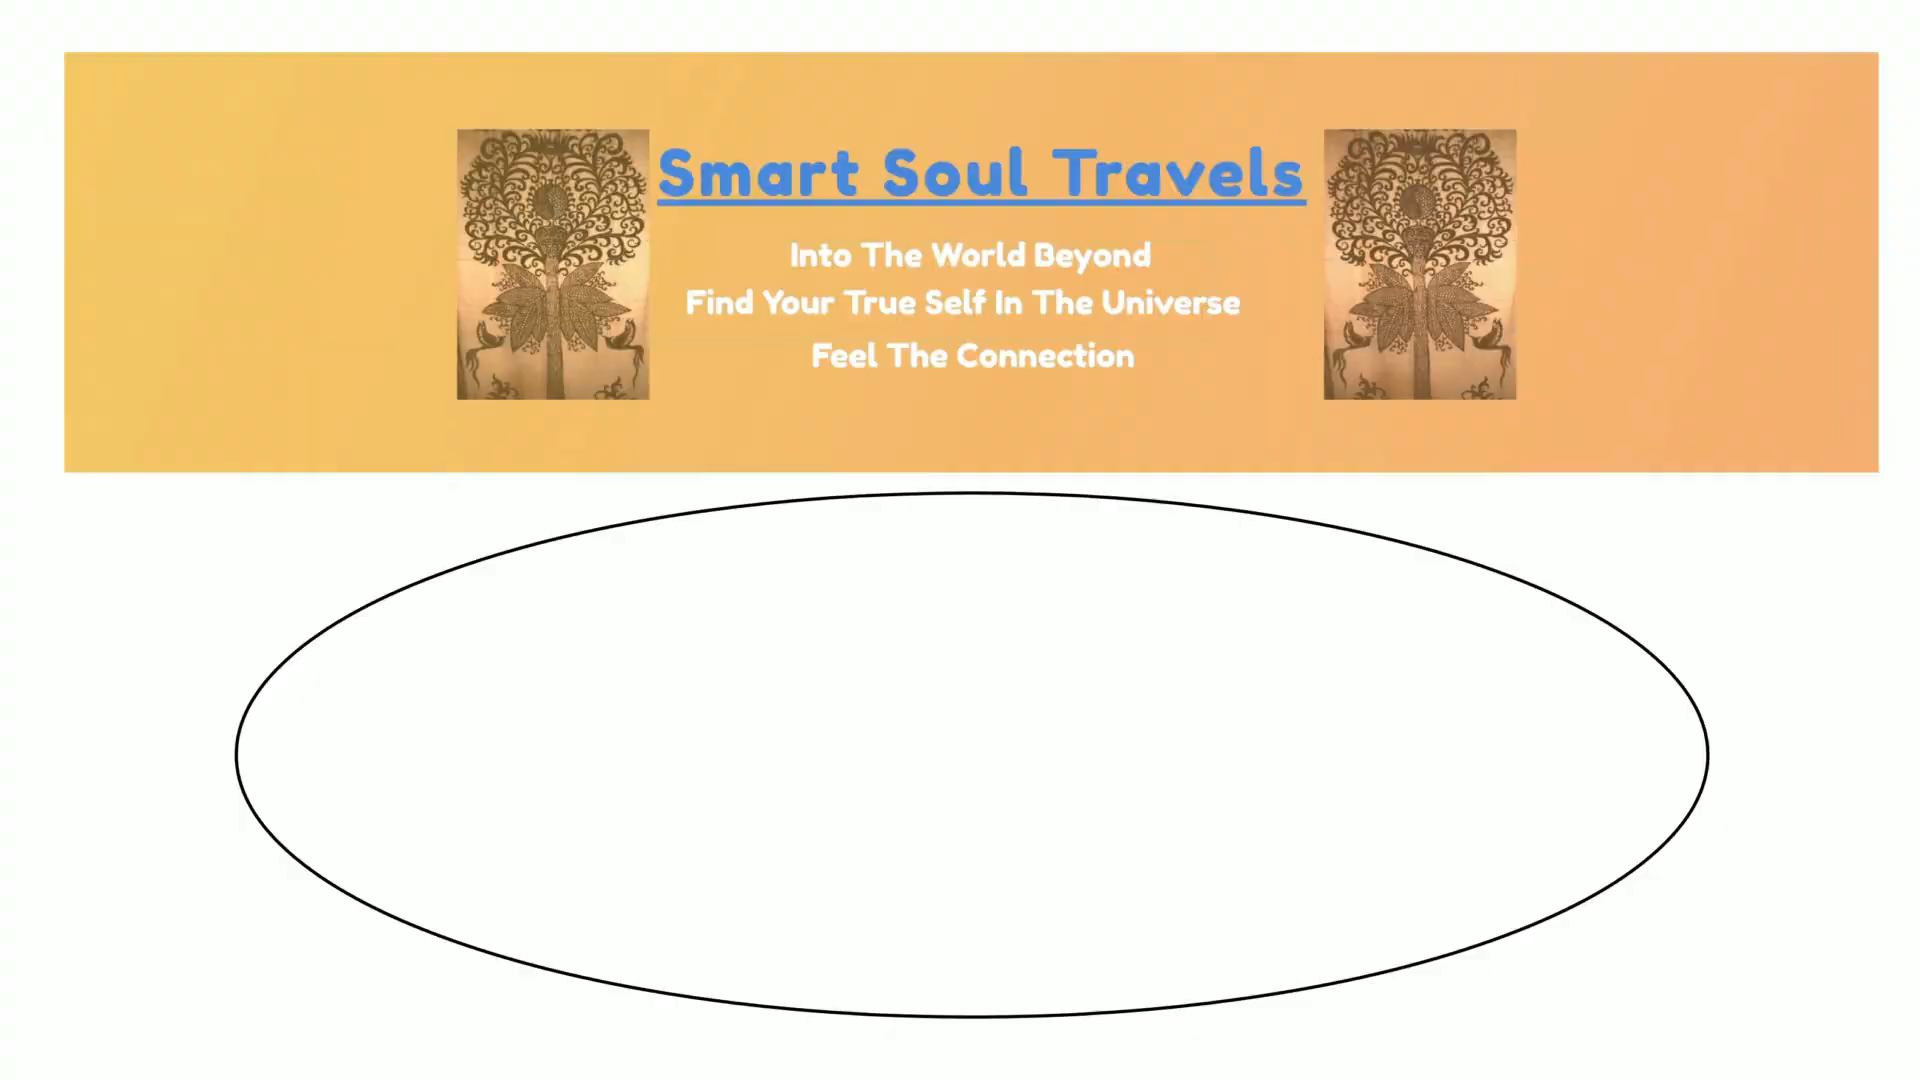 Smart Soul Travels
Into The World Beyond
Find Your True Self In The Universe
Feel The Connection